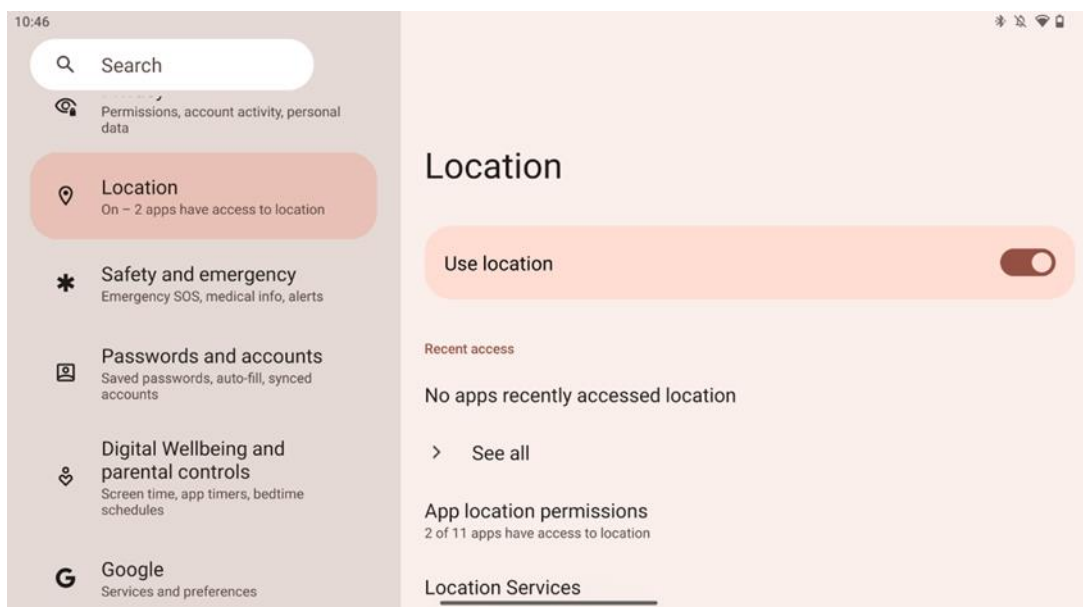 10:46
Search
Permissions, account activity, personal
data
Location
On – 2 apps have access to location
Safety and emergency
Emergency SOS, medical info, alerts
Passwords and accounts
Saved passwords, auto-fill, synced
accounts
Digital Wellbeing and
parental controls
Screen time, app timers, bedtime
schedules
Google
Services and preferences
Location
Use location
Recent access
No apps recently accessed location
See all
App location permissions
2 of 11 apps have access to location
Location Services